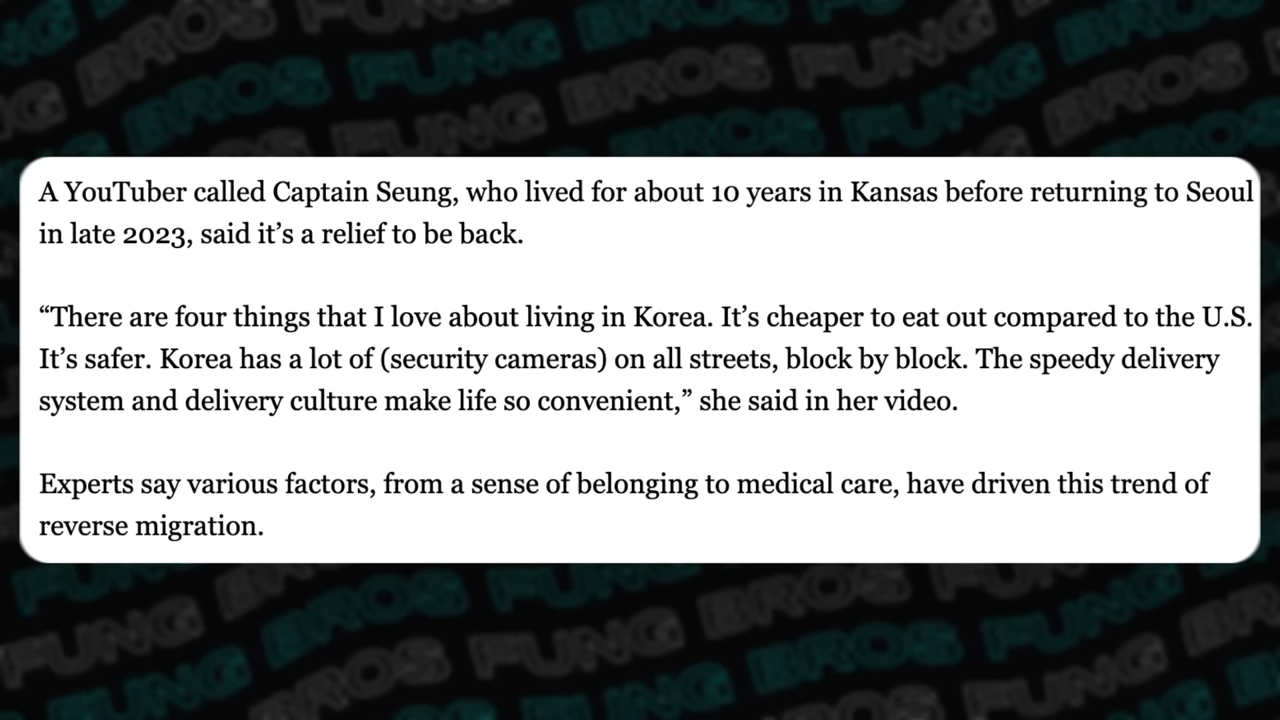 A YouTuber called Captain Seung, who lived for about 10 years in Kansas before returning to Seoul
in late 2023, said it’s a relief to be back.
“There are four things that I love about living in Korea. It’s cheaper to eat out compared to the U.S.
It’s safer. Korea has a lot of (security cameras) on all streets, block by block. The speedy delivery
system and delivery culture make life so convenient,” she said in her video.
Experts say various factors, from a sense of belonging to medical care, have driven this trend of
reverse migration.